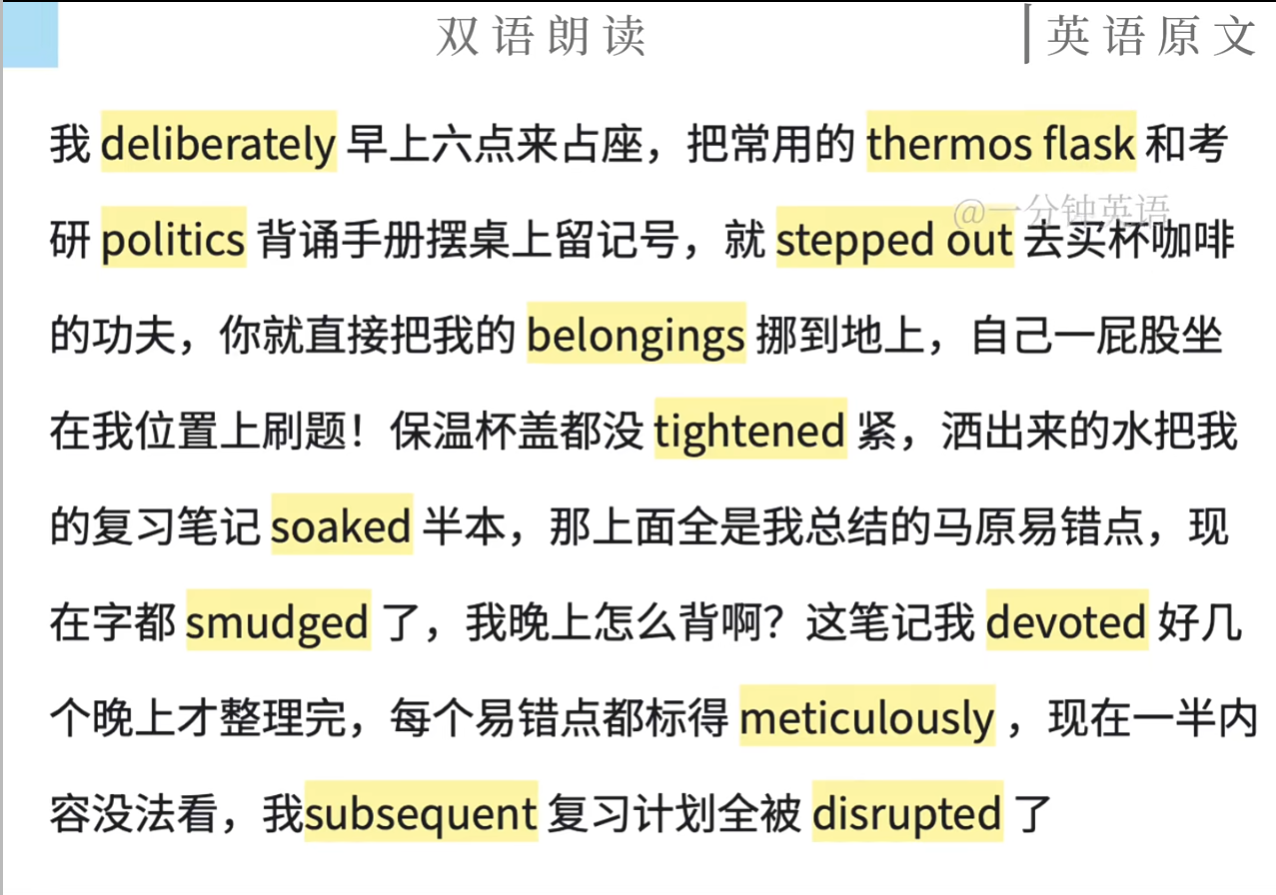 双语朗读
英语原文
我 deliberately 早上六点来占座，把常用的 thermos flask 和考
@一分钟英语
研 politics 背诵手册摆桌上留记号，就 stepped out 去买杯咖啡
的功夫，你就直接把我的 belongings 挪到地上，自己一屁股坐
在我位置上刷题！保温杯盖都没 tightened 紧，洒出来的水把我
的复习笔记 soaked 半本，那上面全是我总结的马原易错点，现
在字都 smudged 了，我晚上怎么背啊？这笔记我 devoted 好几
个晚上才整理完，每个易错点都标得 meticulously ，现在一半内
容没法看，我subsequent 复习计划全被 disrupted 了